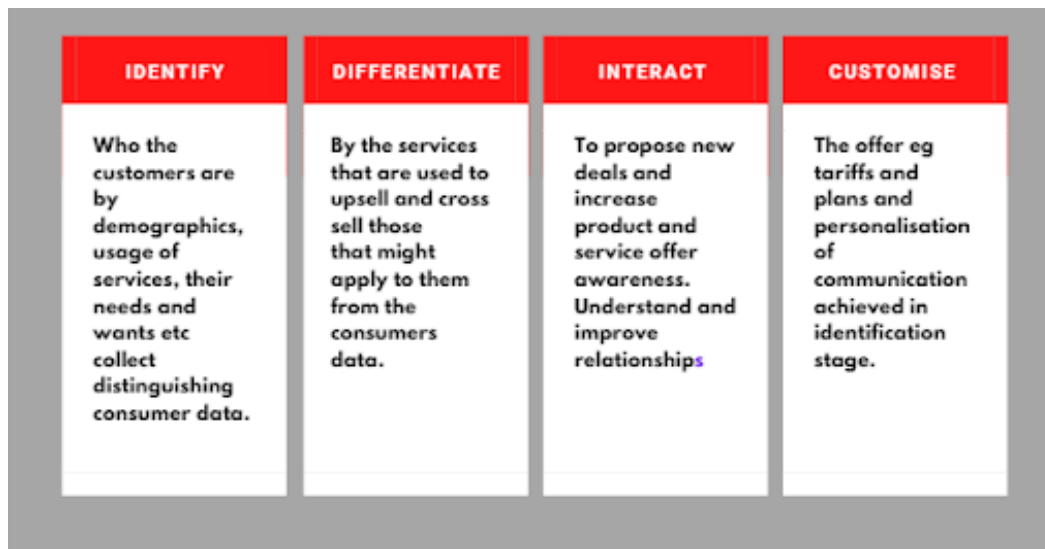 IDENTIFY
Who the
customers are
by
demographics,
usage of
services, their
needs and
wants etc
collect
distinguishing
consumer data.
DIFFERENTIATE
By the services
that are used to
upsell and cross
sell those
that might
apply to them
from the
consumers
data.
INTERACT
To propose new
deals and
increase
product and
service offer
awareness.
Understand and
improve
relationships
CUSTOMISE
The offer eg
tariffs and
plans and
personalisation
of
communication
achieved in
identification
stage.